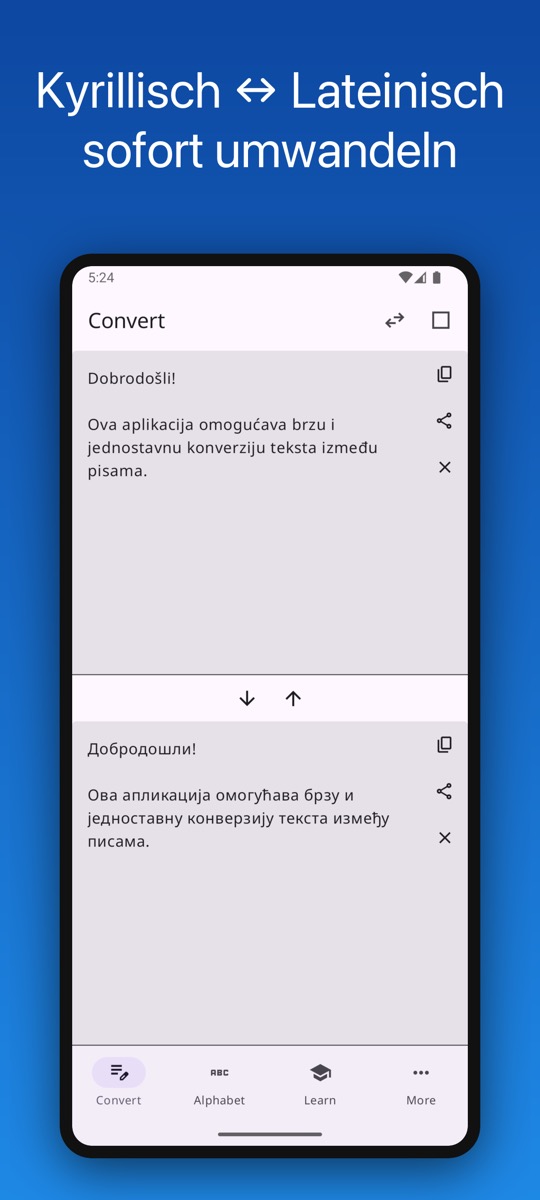 Kyrillisch ↔ Lateinisch
sofort umwandeln
5:24
Convert
Dobrodošli!
Ova aplikacija omogućava brzu i
jednostavnu konverziju teksta između
pisama.
Добродошли!
Ова апликација омогућава брзу и
једноставну конверзију текста између
писама.
ABC
Convert
Alphabet
Learn
More